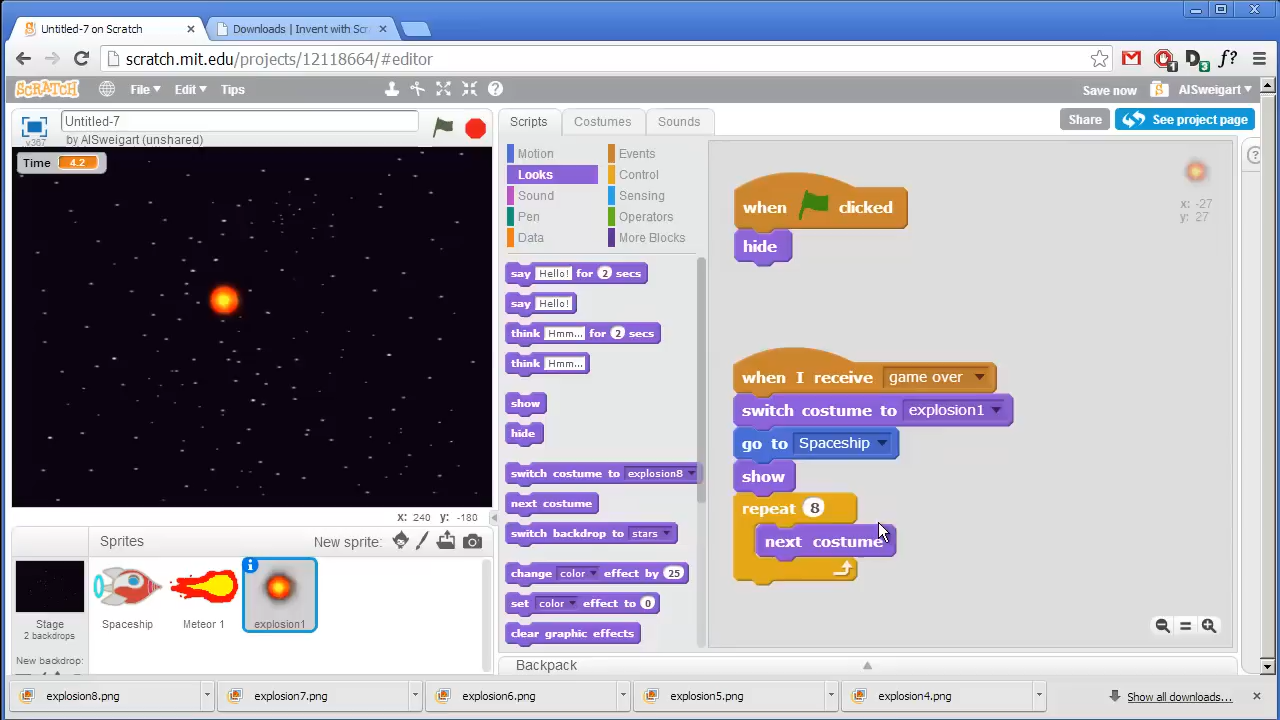 Untitled-7 on Scratch
Downloads | Invent with Scr
scratch.mit.edu/projects/12118664/#editor
1
D
3
f?
SCRATCH
File
Edit
Tips
Save now
AlSweigart
v367
Untitled-7
by AlSweigart (unshared)
Scripts
Costumes
Sounds
Share
See project page
Time 4.2
Motion
Looks
Sound
Pen
Data
Events
Control
Sensing
Operators
More Blocks
say Hello! for 2 secs
say Hello!
think Hmm... for 2 secs
think Hmm...
show
hide
switch costume to explosion8
next costume
switch backdrop to stars
change color effect by 25
set color effect to 0
clear graphic effects
when clicked
hide
x: -27
y: 27
when I receive game over
switch costume to explosion1
go to Spaceship
show
repeat 8
next costume
x: 240 y: -180
Sprites
New sprite:
Stage
2 backdrops
New backdrop:
Spaceship
Meteor 1
explosion1
Backpack
explosion8.png
explosion7.png
explosion6.png
explosion5.png
explosion4.png
Show all downloads...